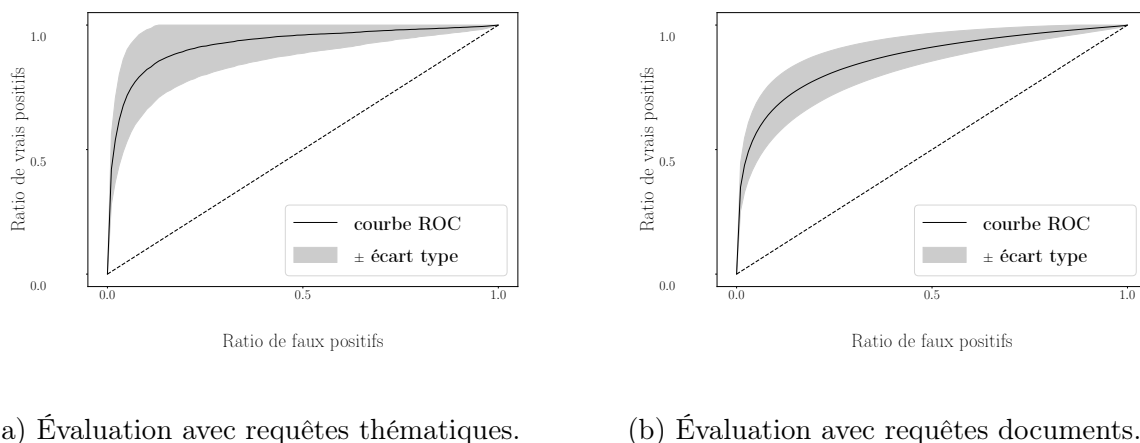 1.0
Ratio de vrais positifs
0.5
courbe ROC
± écart type
0.0
0.0 0.5 1.0
Ratio de faux positifs
a) Évaluation avec requêtes thématiques.
1.0
Ratio de vrais positifs
0.5
courbe ROC
± écart type
0.0
0.0 0.5 1.0
Ratio de faux positifs
(b) Évaluation avec requêtes documents.